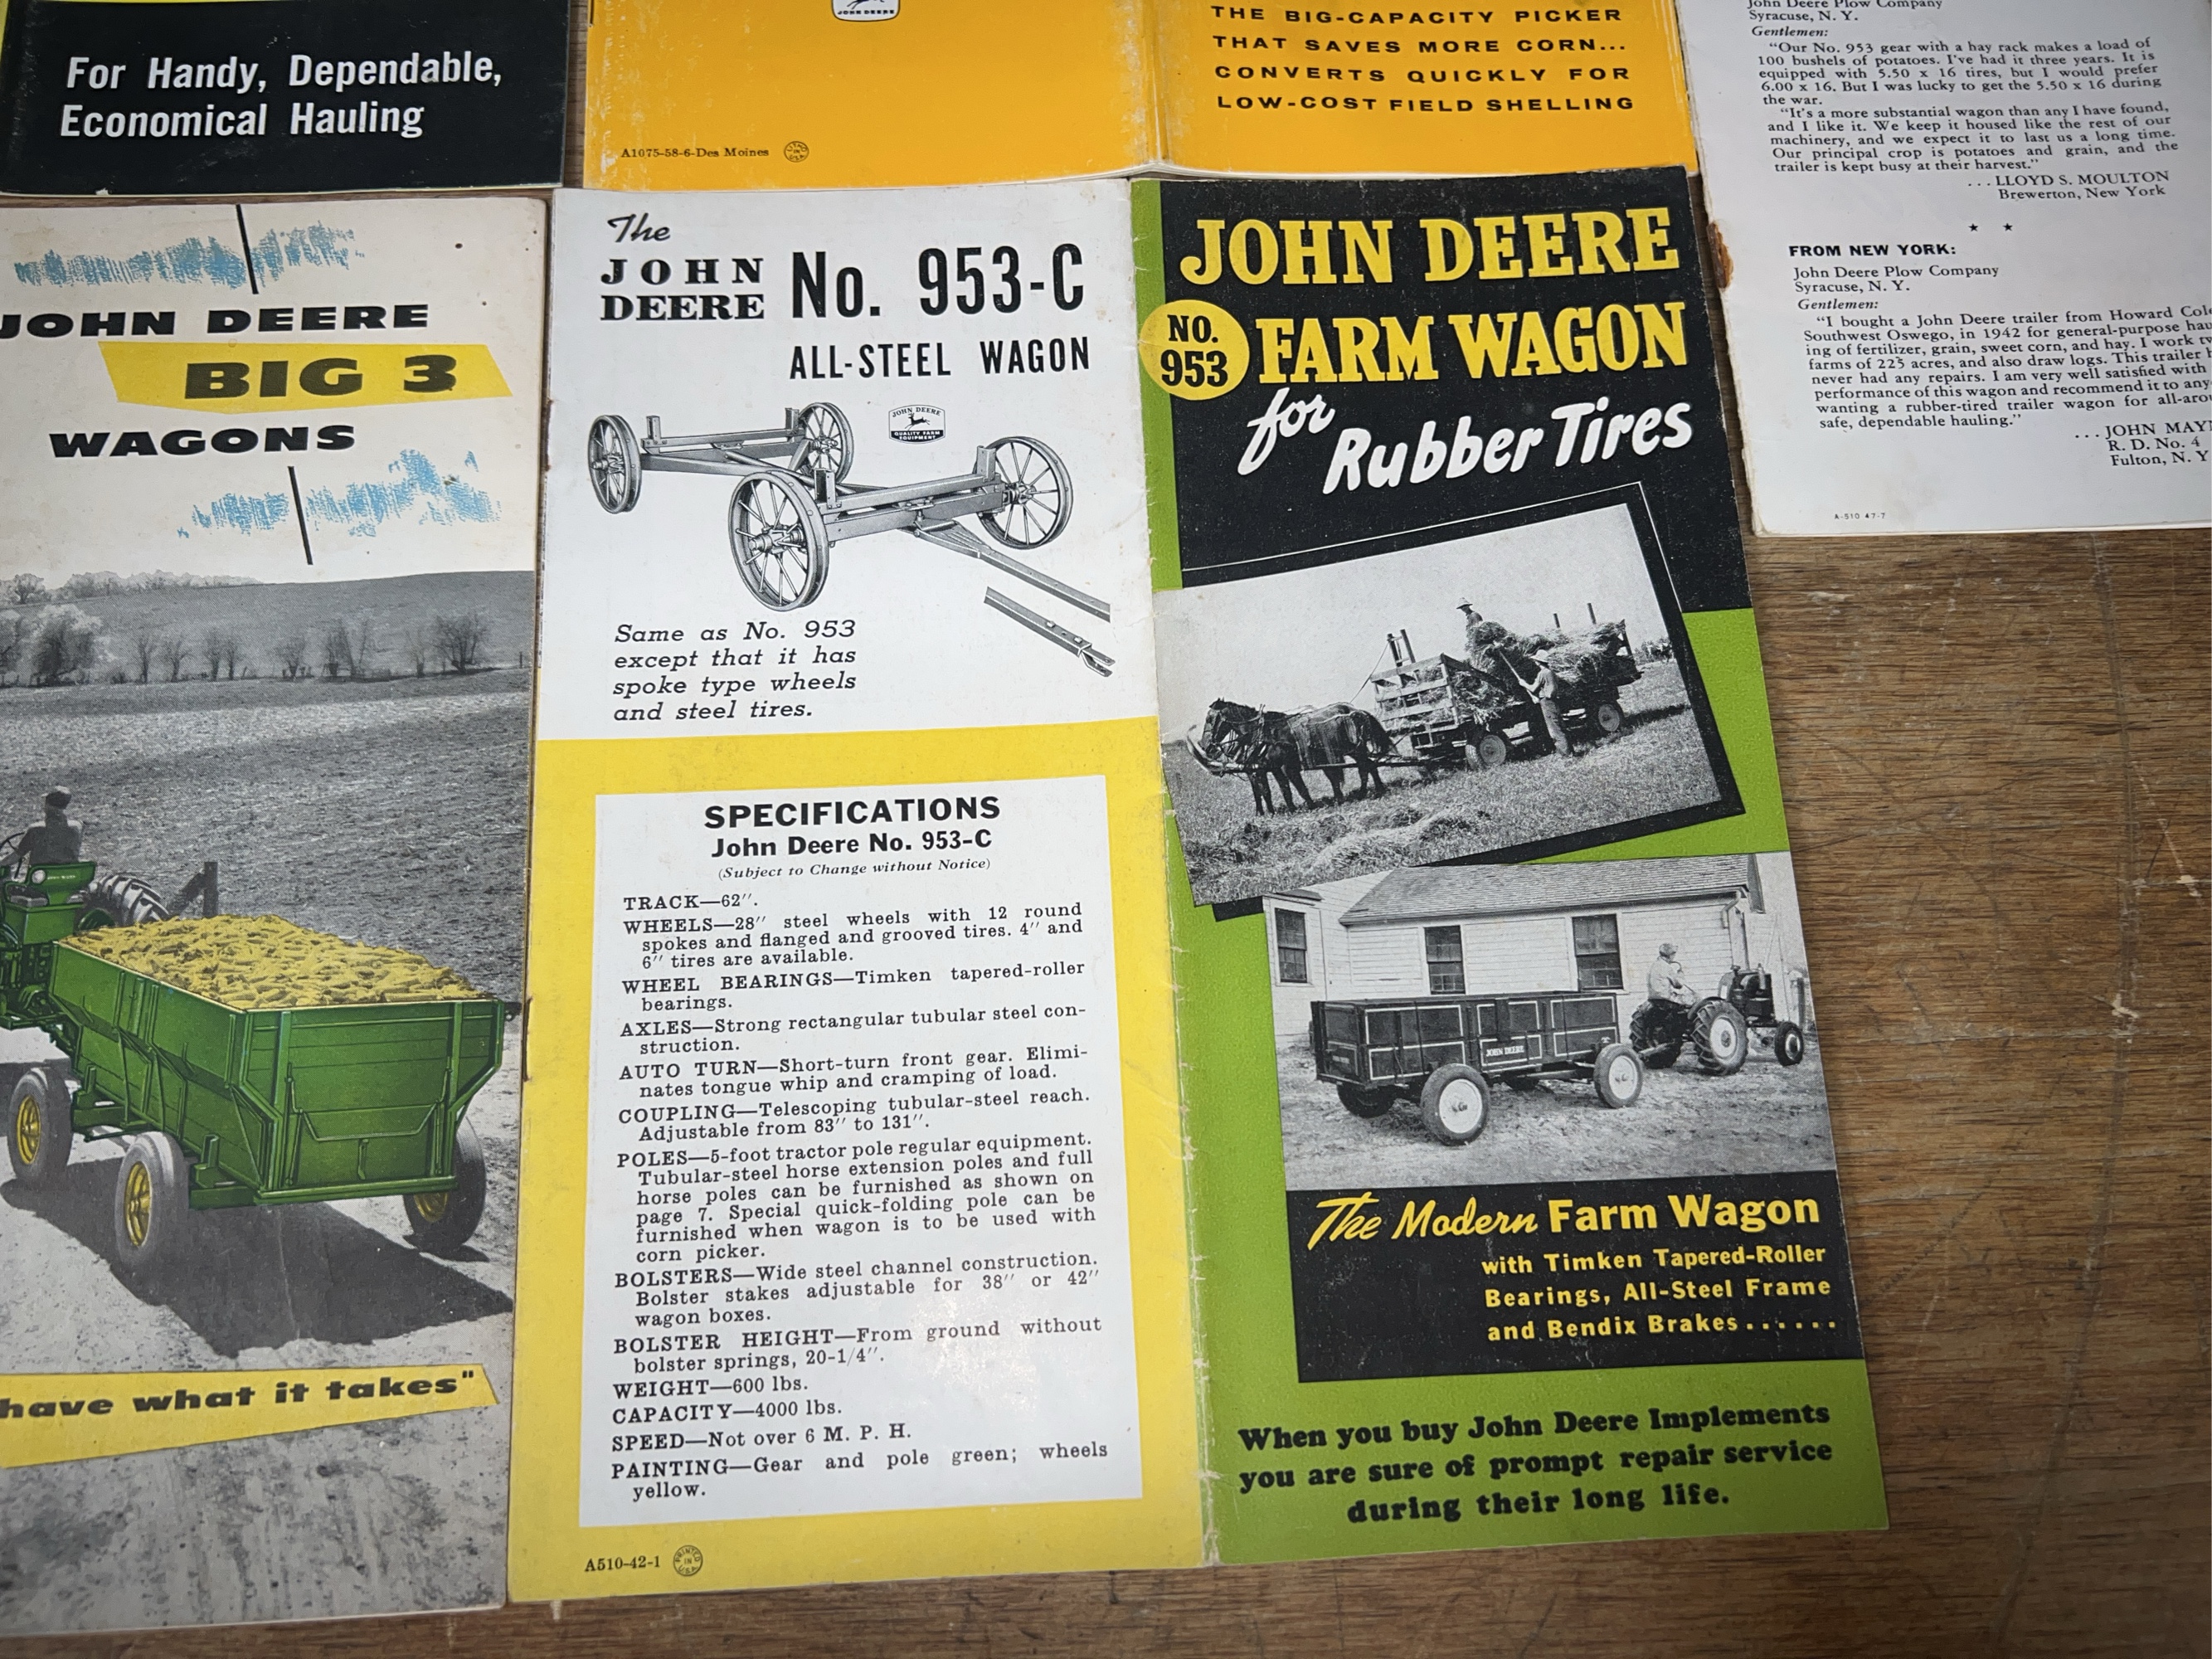 For Handy, Dependable,
Economical Hauling
JOHN DEERE
A1075-58-6-Des Moines
THE BIG-CAPACITY PICKER
THAT SAVES MORE CORN...
CONVERTS QUICKLY FOR
LOW-COST FIELD SHELLING
John Deere Plow Company
Syracuse, N. Y.
Gentlemen:
“Our No. 953 gear with a hay rack makes a load of
100 bushels of potatoes. I've had it three years. It is
equipped with 5.50 x 16 tires, but I would prefer
6.00 x 16. But I was lucky to get the 5.50 x 16 during
the war.
“It's a more substantial wagon than any I have found,
and I like it. We keep it housed like the rest of our
machinery, and we expect it to last us a long time.
Our principal crop is potatoes and grain, and the
trailer is kept busy at their harvest.”
...LLOYD S. MOULTON
Brewerton, New York
★ ★
FROM NEW YORK:
John Deere Plow Company
Syracuse, N. Y.
Gentlemen:
“I bought a John Deere trailer from Howard
Southwest Oswego, in 1942 for general-purpose
ing of fertilizer, grain, sweet corn, and hay. I work
farms of 225 acres, and also draw logs. This trailer
never had any repairs. I am very well satisfied with
performance of this wagon and recommend it to
wanting a rubber-tired trailer wagon for
safe, dependable hauling.”
...JOHN
R. D. No. 4
Fulton, N. Y
A-510 47-7
JOHN DEERE
BIG 3
WAGONS
have what it takes"
The
JOHN
DEERE
No. 953-C
ALL-STEEL WAGON
JOHN DEERE
QUALITY FARM
EQUIPMENT
Same as No. 953
except that it has
spoke type wheels
and steel tires.
SPECIFICATIONS
John Deere No. 953-C
(Subject to Change without Notice)
TRACK—62″.
WHEELS—28″ steel wheels with 12 round
spokes and flanged and grooved tires. 4″ and
6″ tires are available.
WHEEL BEARINGS—Timken tapered-roller
bearings.
AXLES—Strong rectangular tubular steel con-
struction.
AUTO TURN—Short-turn front gear. Elimi-
nates tongue whip and cramping of load.
COUPLING—Telescoping tubular-steel reach.
Adjustable from 83″ to 131″.
POLES—5-foot tractor pole regular equipment.
Tubular-steel horse extension poles and full
horse poles can be furnished as shown on
page 7. Special quick-folding pole can be
furnished when wagon is to be used with
corn picker.
BOLSTERS—Wide steel channel construction.
Bolster stakes adjustable for 38″ or 42″
wagon boxes.
BOLSTER HEIGHT—From ground without
bolster springs, 20-1/4″.
WEIGHT—600 lbs.
CAPACITY—4000 lbs.
SPEED—Not over 6 M. P. H.
PAINTING—Gear and pole green; wheels
yellow.
A510-42-1
PRINTED
IN
USA
JOHN DEERE
NO.
953
FARM WAGON
for
Rubber Tires
JOHN DEERE
The Modern Farm Wagon
with Timken Tapered-Roller
Bearings, All-Steel Frame
and Bendix Brakes......
When you buy John Deere Implements
you are sure of prompt repair service
during their long life.